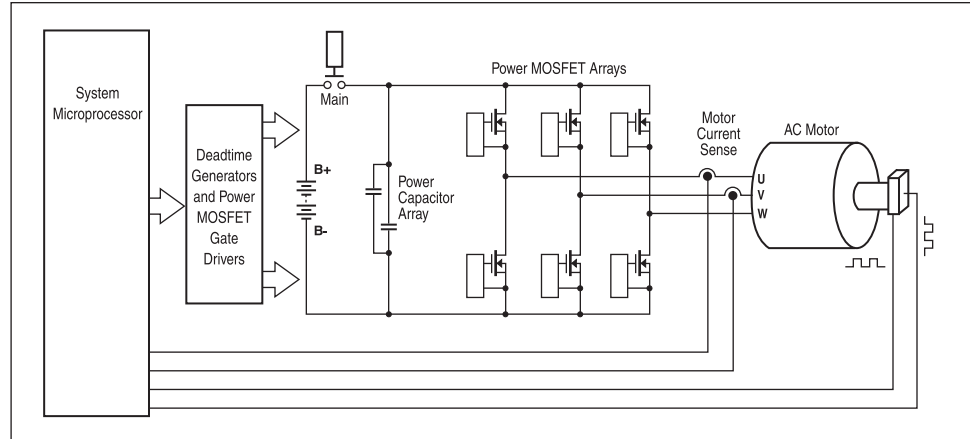 System
Microprocessor
Deadtime
Generators
and Power
MOSFET
Gate
Drivers
Main
B+
B-
Power
Capacitor
Array
Power MOSFET Arrays
Motor
Current
Sense
AC Motor
U
V
W